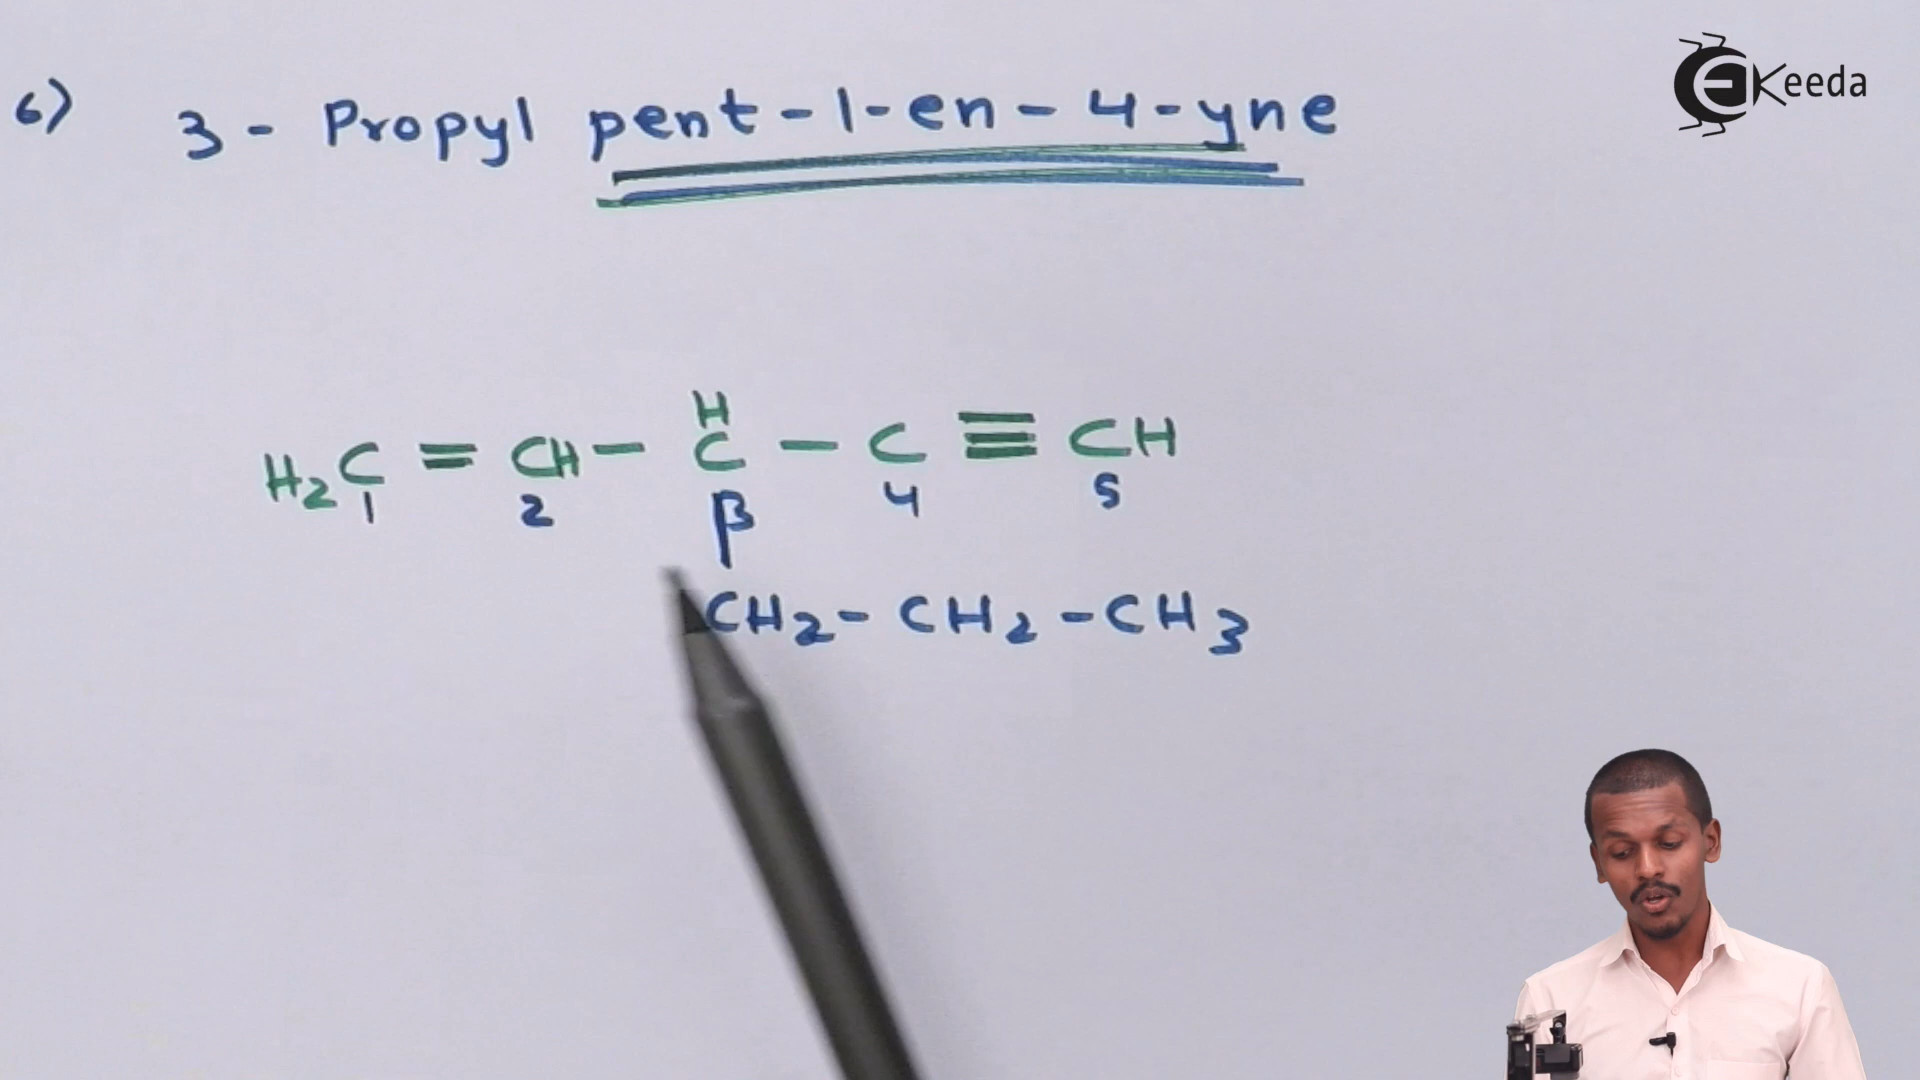 EKeeda
6) 3 - Propyl pent - 1 - en - 4 - yne
H
H2C = CH - C - C ≡ CH
1 2 3 4 5
CH2 - CH2 - CH3